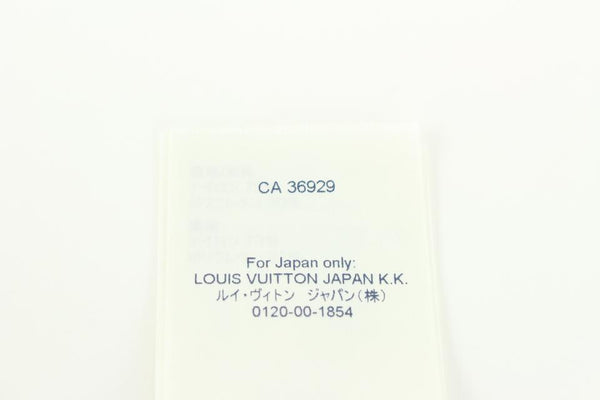 CA 36929
For Japan only:
LOUIS VUITTON JAPAN K.K.
ルイ・ヴィトン ジャパン(株)
0120-00-1854